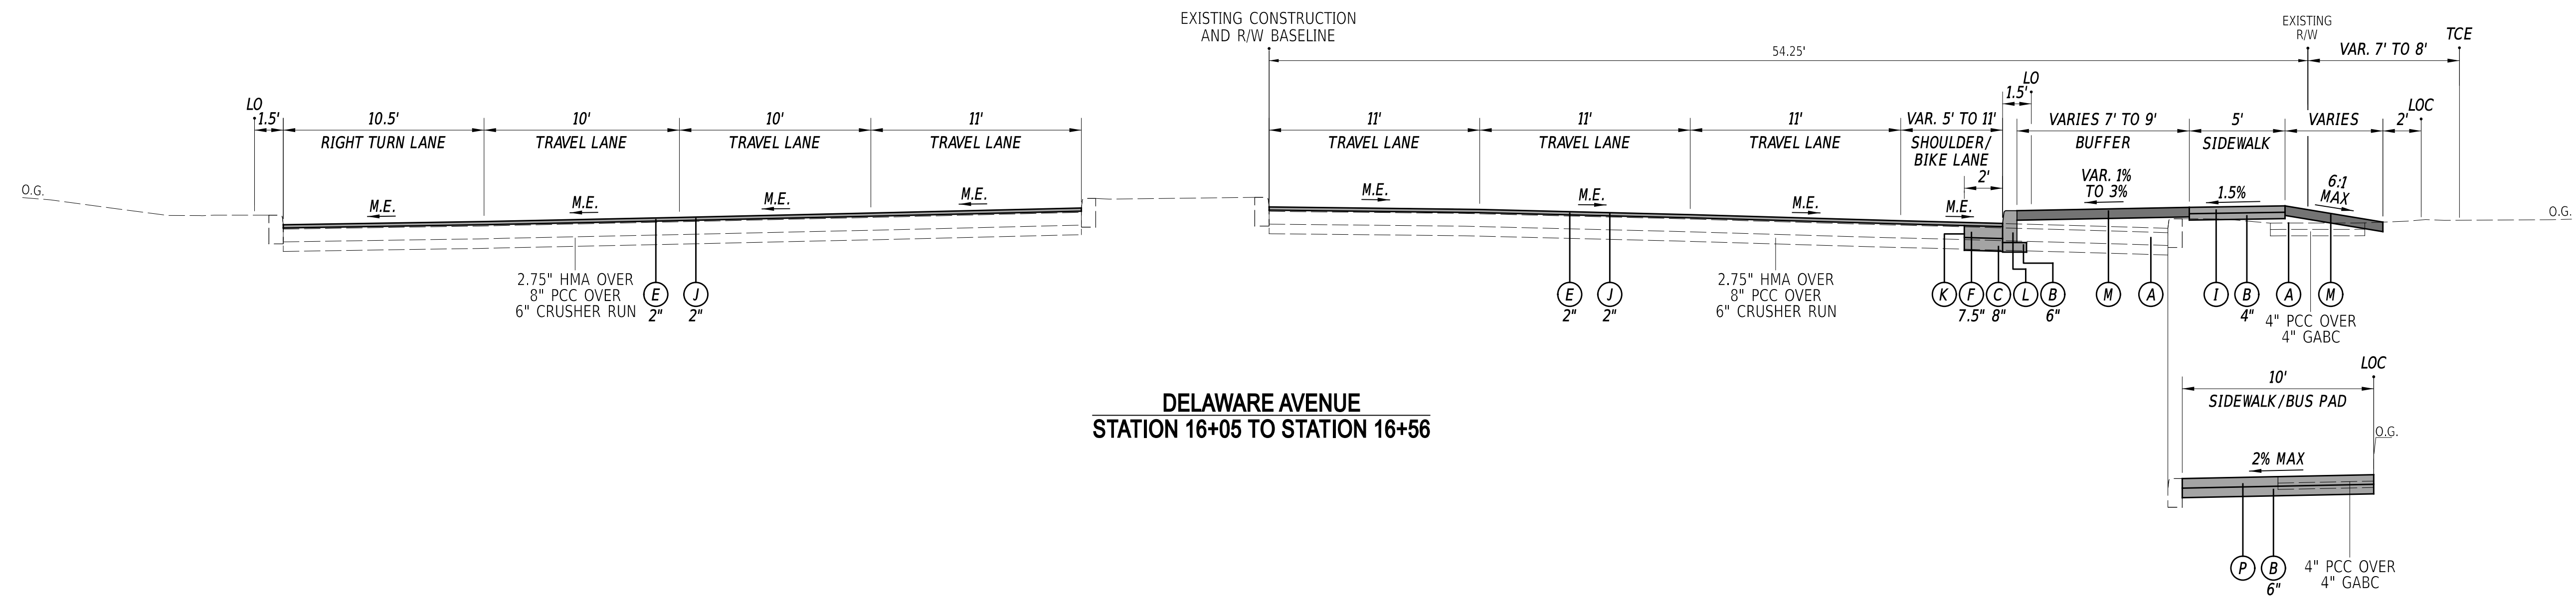 EXISTING CONSTRUCTION
AND R/W BASELINE
EXISTING
R/W
TCE
54.25'
VAR. 7' TO 8'
LO
1.5'
10.5'
RIGHT TURN LANE
10'
TRAVEL LANE
10'
TRAVEL LANE
11'
TRAVEL LANE
11'
TRAVEL LANE
11'
TRAVEL LANE
11'
TRAVEL LANE
VAR. 5' TO 11'
SHOULDER/
BIKE LANE
2'
LO
1.5'
VARIES 7' TO 9'
BUFFER
5'
SIDEWALK
VARIES
LOC
2'
O.G.
M.E.
M.E.
M.E.
M.E.
M.E.
M.E.
M.E.
M.E.
VAR. 1%
TO 3%
1.5%
6:1
MAX
O.G.
2.75" HMA OVER
8" PCC OVER
6" CRUSHER RUN
E
2"
J
2"
E
2"
J
2"
2.75" HMA OVER
8" PCC OVER
6" CRUSHER RUN
K
F
7.5"
C
8"
L
B
6"
M
A
I
B
4"
A
M
4" PCC OVER
4" GABC
DELAWARE AVENUE
STATION 16+05 TO STATION 16+56
LOC
10'
SIDEWALK/BUS PAD
O.G.
2% MAX
P
B
6"
4" PCC OVER
4" GABC